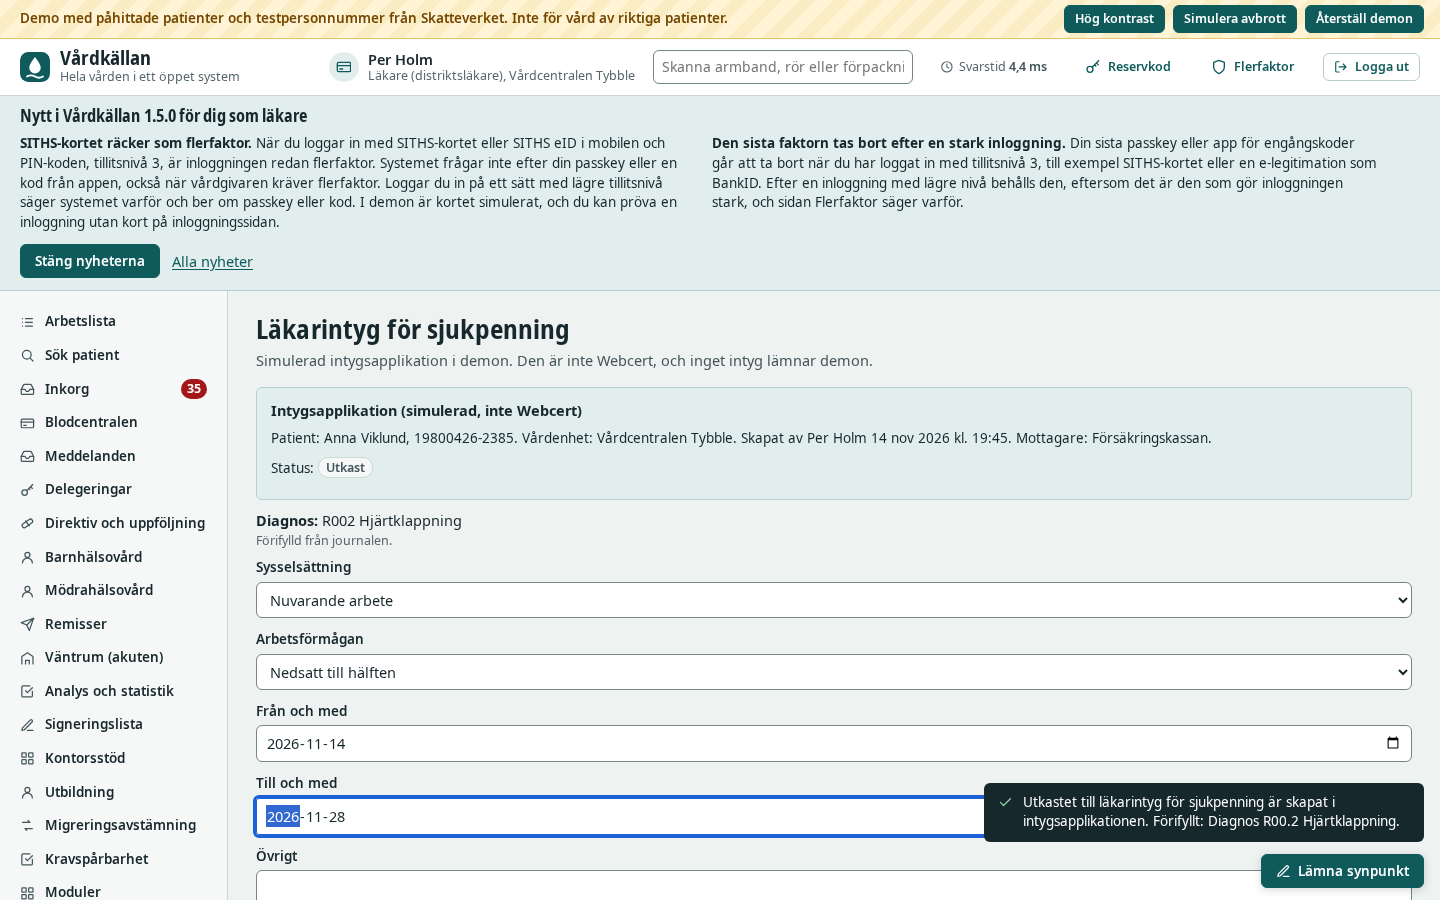 Demo med påhittade patienter och testpersonnummer från Skatteverket. Inte för vård av riktiga patienter.
Hög kontrast
Simulera avbrott
Återställ demon
Vårdkällan
Hela vården i ett öppet system
Per Holm
Läkare (distriktsläkare), Vårdcentralen Tybble
Skanna armband, rör eller förpackni
Svarstid 4,4 ms
Reservkod
Flerfaktor
Logga ut
Nytt i Vårdkällan 1.5.0 för dig som läkare
SITHS-kortet räcker som flerfaktor. När du loggar in med SITHS-kortet eller SITHS eID i mobilen och
PIN-koden, tillitsnivå 3, är inloggningen redan flerfaktor. Systemet frågar inte efter din passkey eller en
kod från appen, också när vårdgivaren kräver flerfaktor. Loggar du in på ett sätt med lägre tillitsnivå
säger systemet varför och ber om passkey eller kod. I demon är kortet simulerat, och du kan pröva en
inloggning utan kort på inloggningssidan.
Den sista faktorn tas bort efter en stark inloggning. Din sista passkey eller app för engångskoder
går att ta bort när du har loggat in med tillitsnivå 3, till exempel SITHS-kortet eller en e-legitimation som
BankID. Efter en inloggning med lägre nivå behålls den, eftersom det är den som gör inloggningen
stark, och sidan Flerfaktor säger varför.
Stäng nyheterna
Alla nyheter
Arbetslista
Sök patient
Inkorg
35
Blodcentralen
Meddelanden
Delegeringar
Direktiv och uppföljning
Barnhälsovård
Mödrahälsovård
Remisser
Väntrum (akuten)
Analys och statistik
Signeringslista
Kontorsstöd
Utbildning
Migreringsavstämning
Kravspårbarhet
Moduler
Läkarintyg för sjukpenning
Simulerad intygsapplikation i demon. Den är inte Webcert, och inget intyg lämnar demon.
Intygsapplikation (simulerad, inte Webcert)
Patient: Anna Viklund, 19800426-2385. Vårdenhet: Vårdcentralen Tybble. Skapat av Per Holm 14 nov 2026 kl. 19:45. Mottagare: Försäkringskassan.
Status: Utkast
Diagnos: R002 Hjärtklappning
Förifylld från journalen.
Sysselsättning
Nuvarande arbete
Arbetsförmågan
Nedsatt till hälften
Från och med
2026-11-14
Till och med
2026-11-28
Övrigt
Utkastet till läkarintyg för sjukpenning är skapat i
intygsapplikationen. Förifyllt: Diagnos R00.2 Hjärtklappning.
Lämna synpunkt